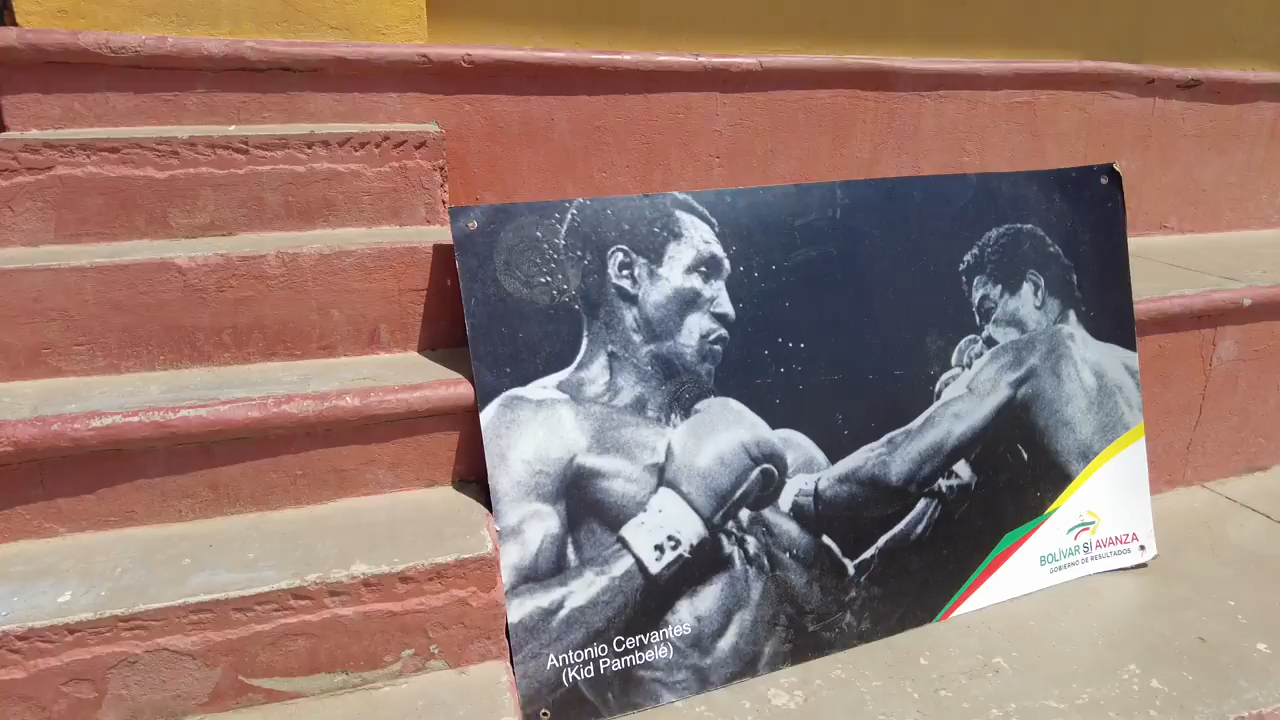 Antonio Cervantes
(Kid Pambelé)
BOLÍVAR SÍ AVANZA
GOBIERNO DE RESULTADOS